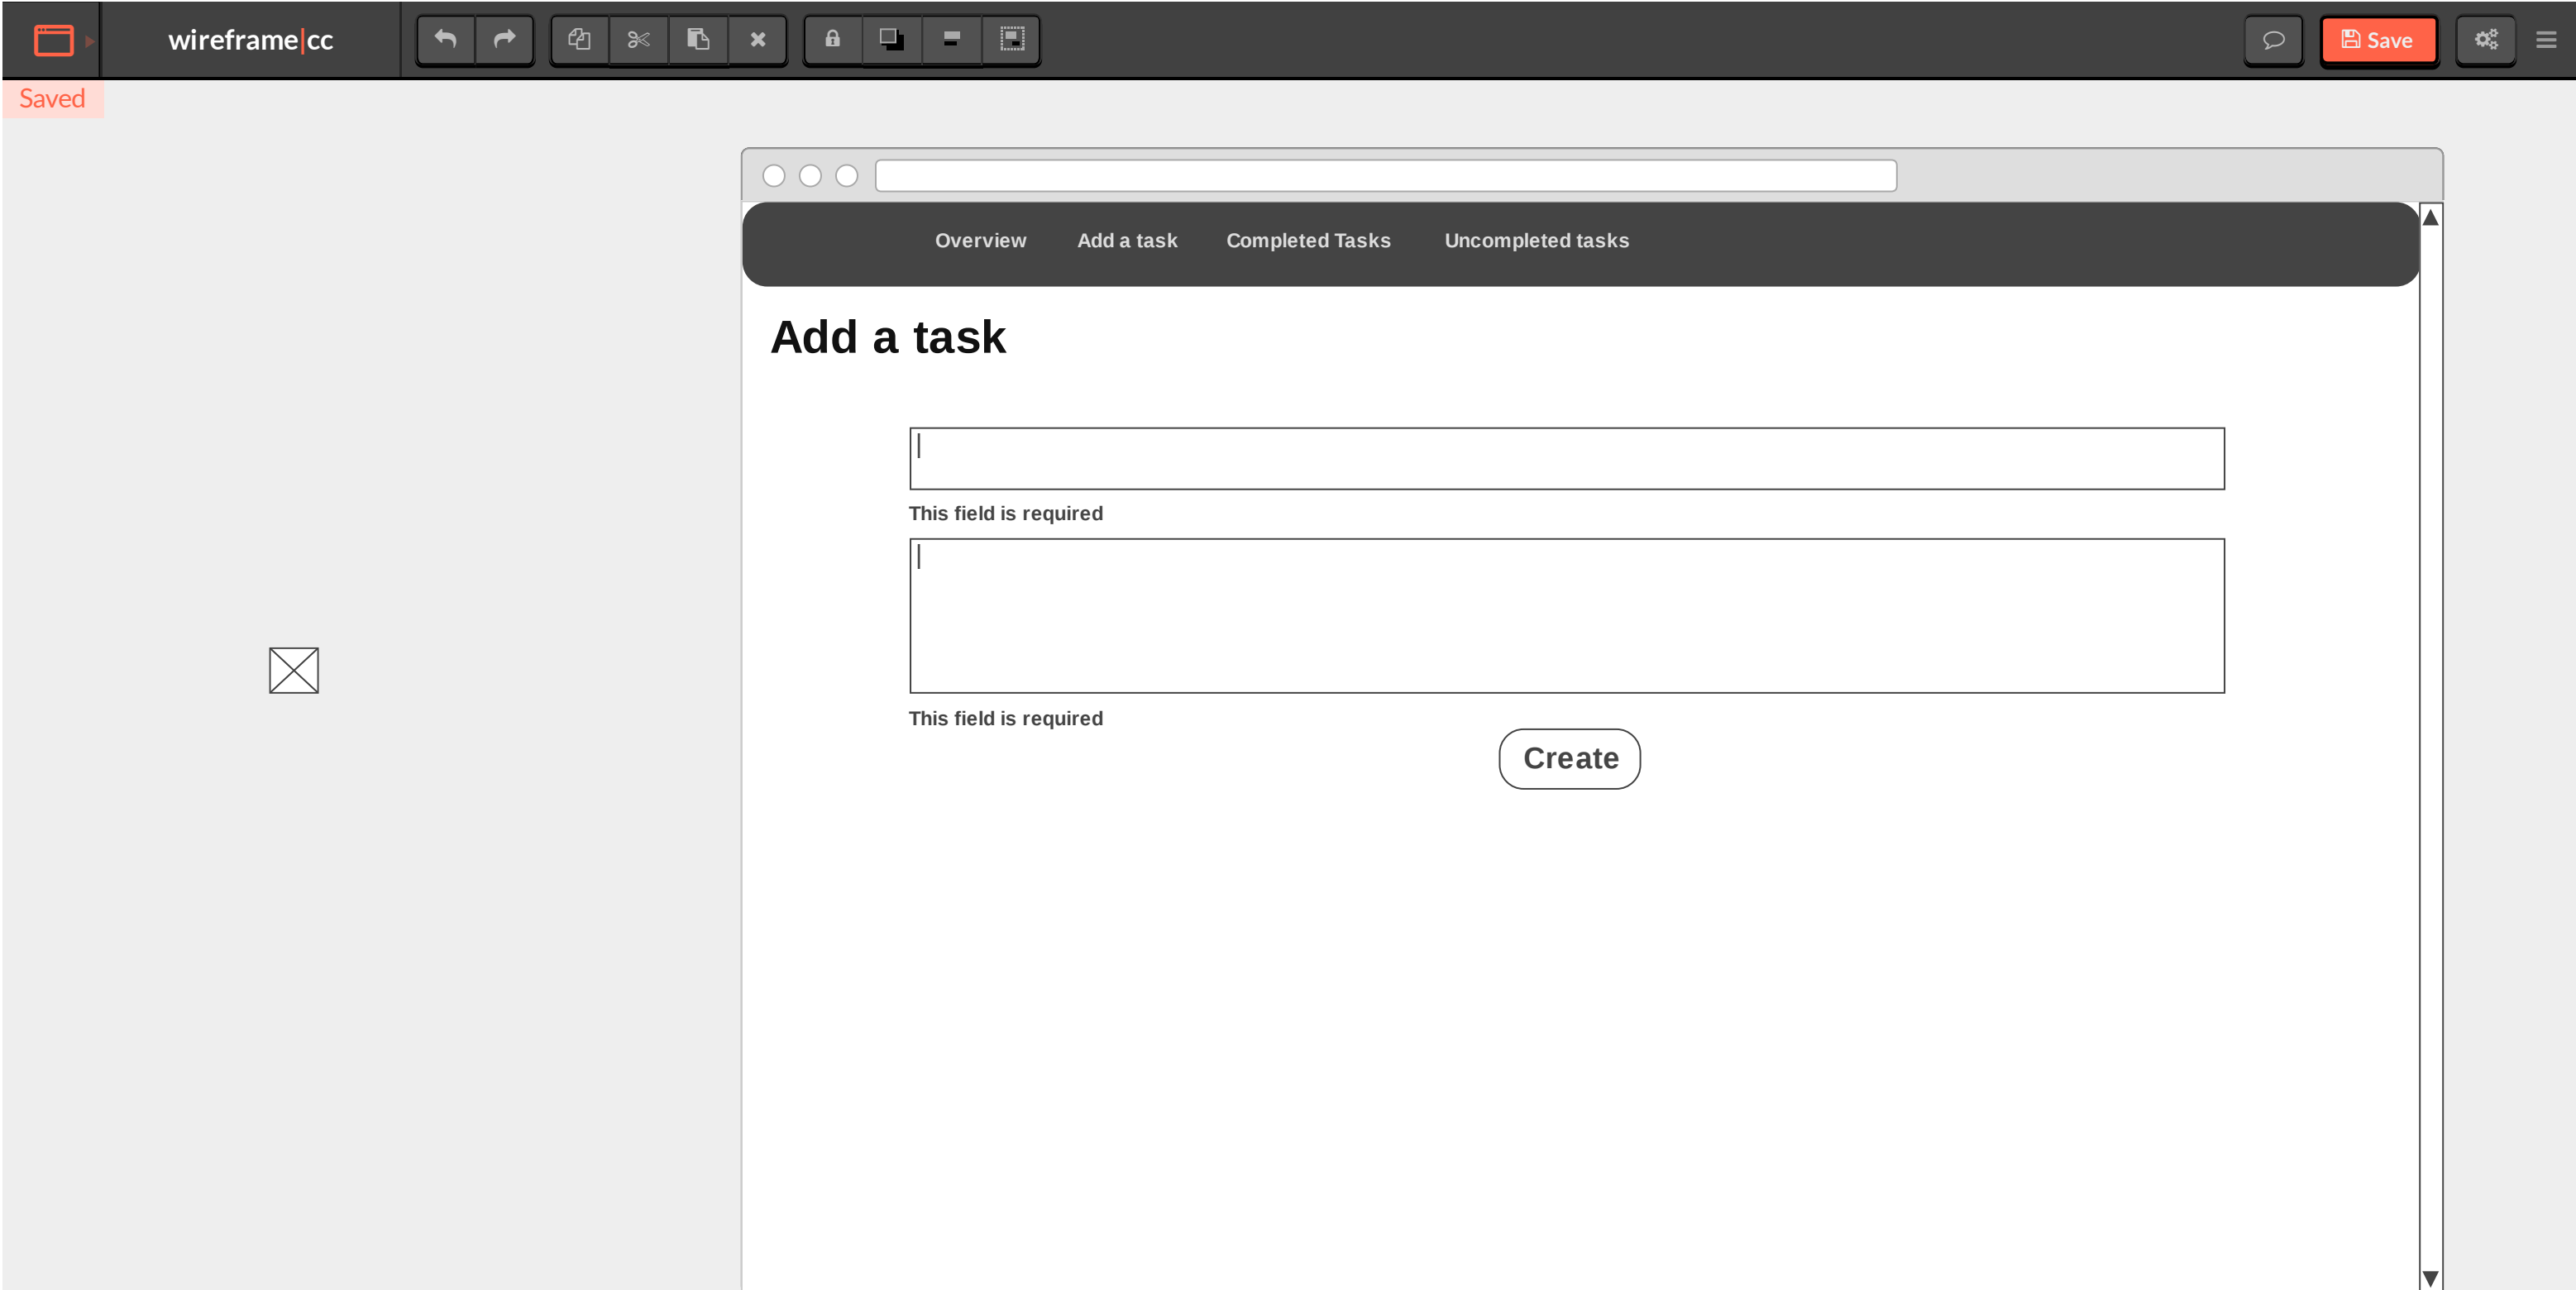 wireframe|cc
Save
Saved
Overview Add a task Completed Tasks Uncompleted tasks
Add a task
This field is required
This field is required
Create